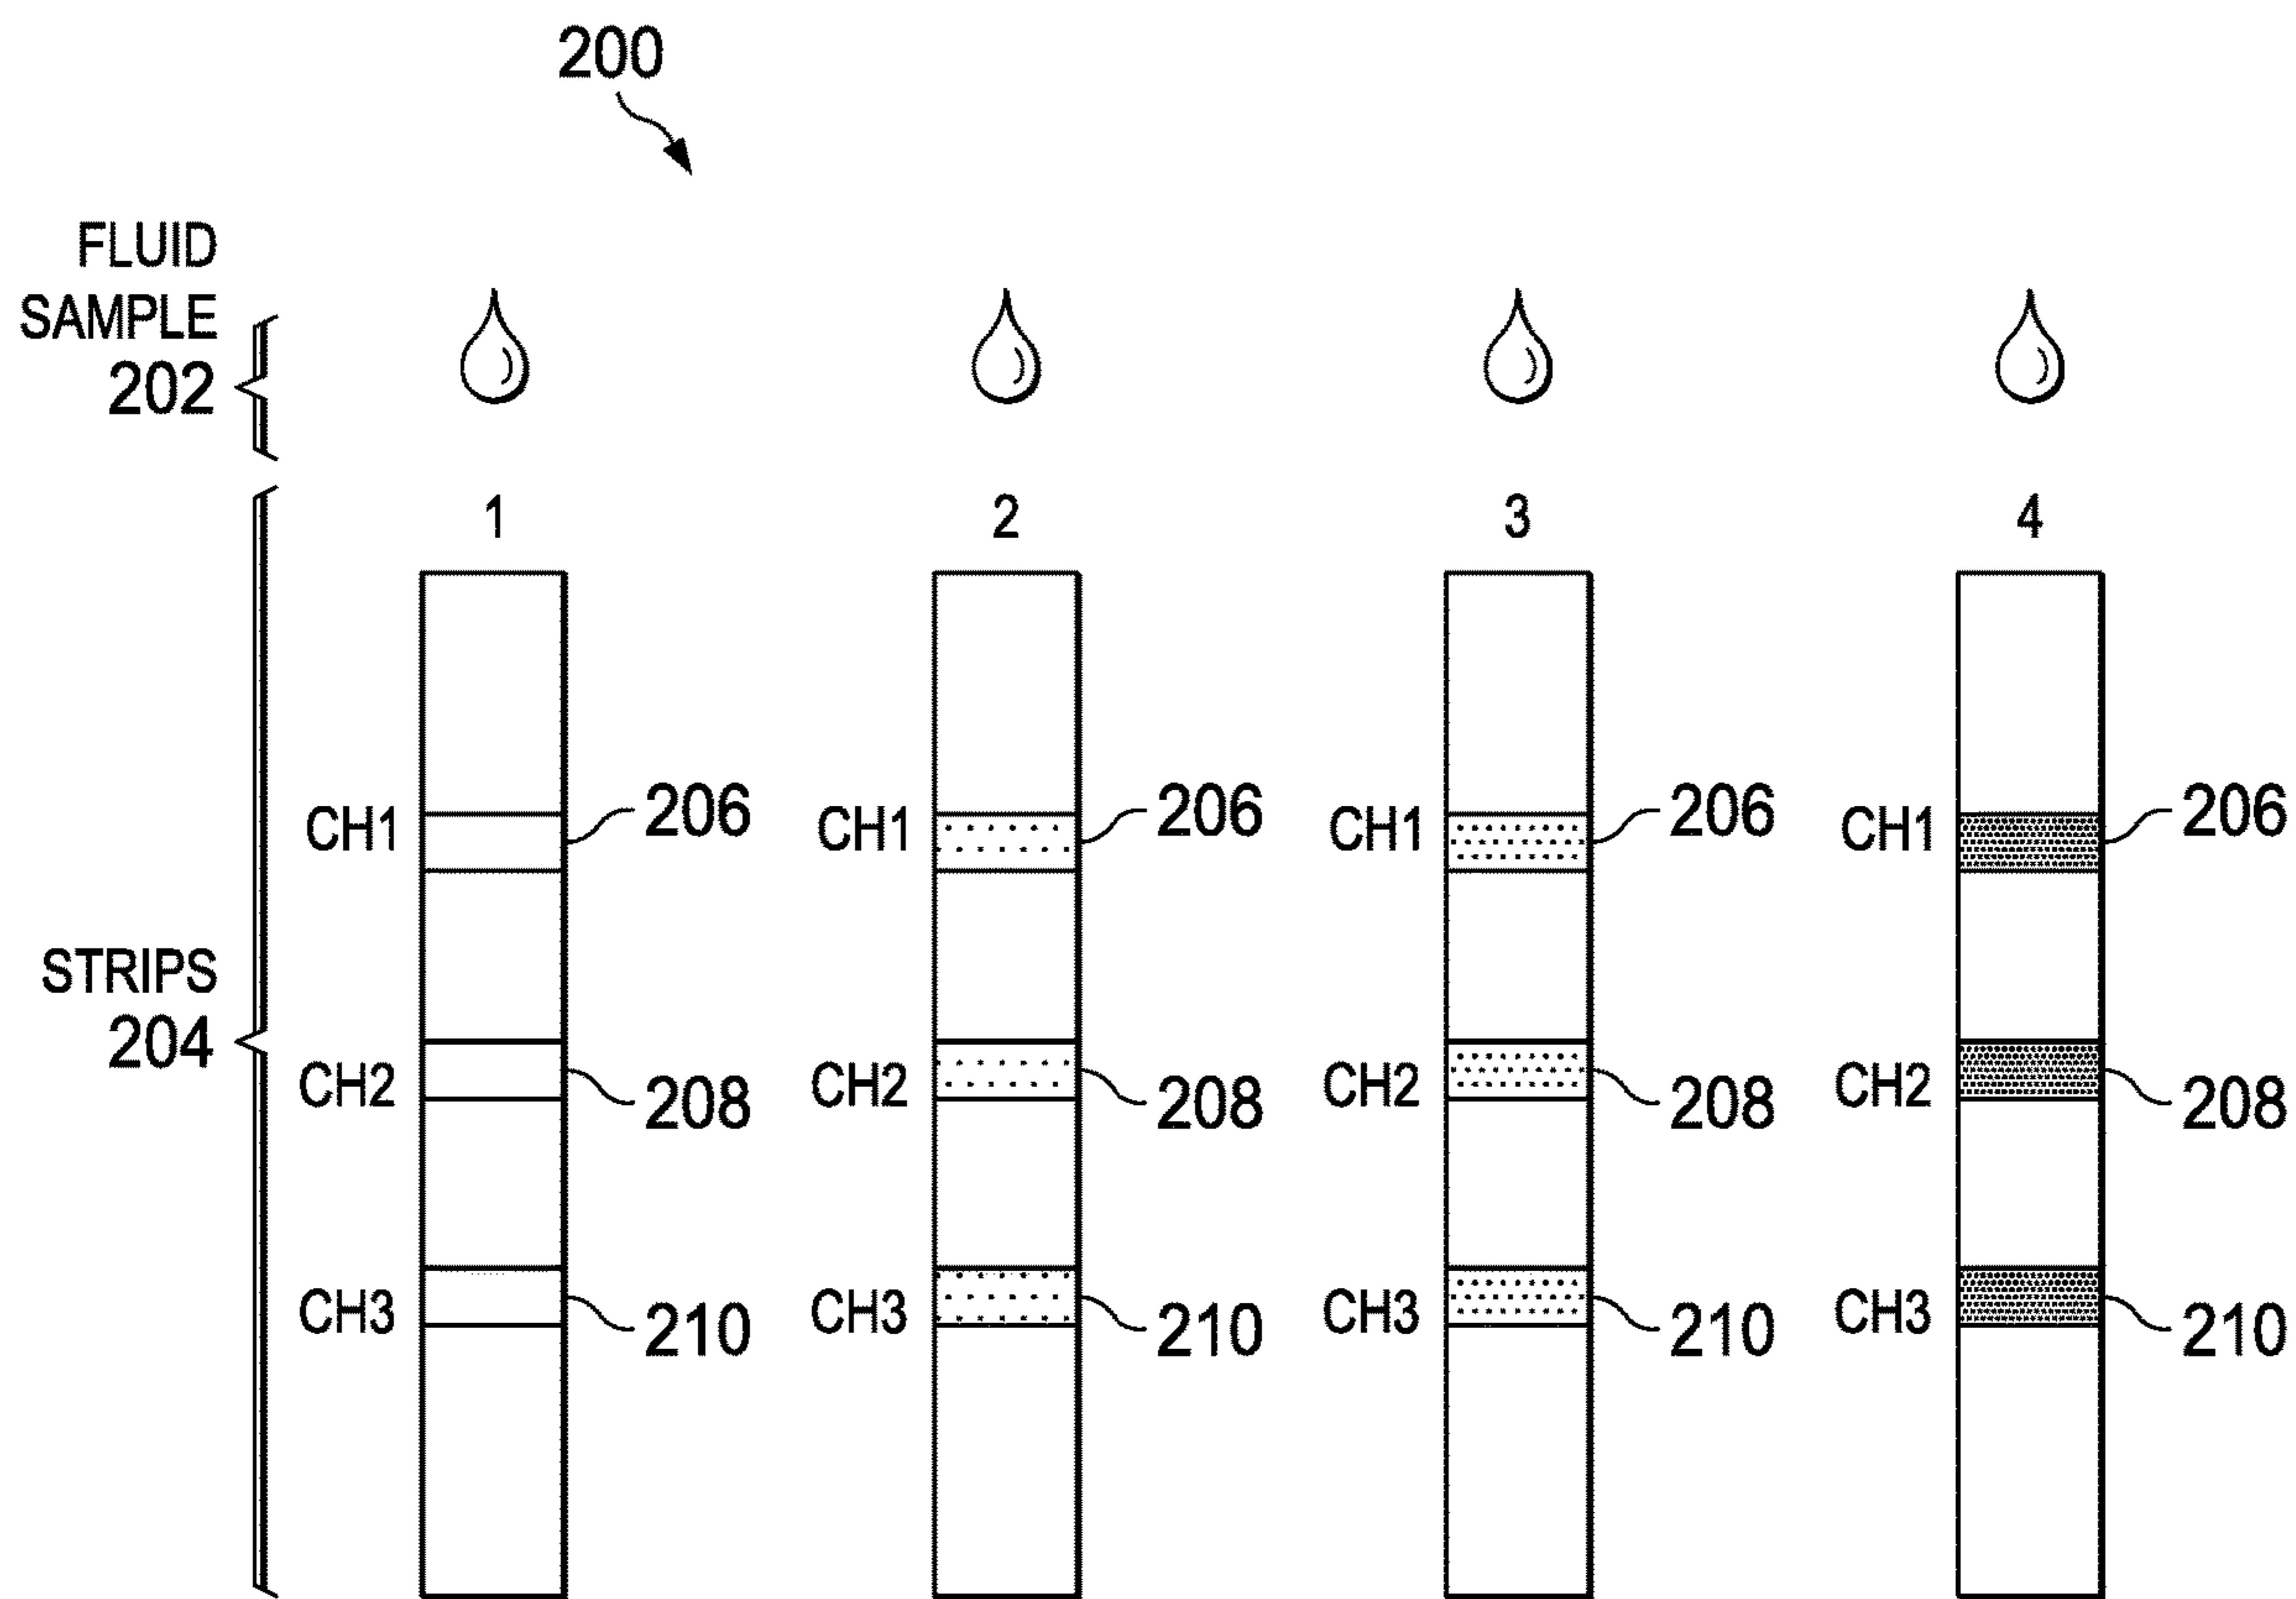 200
FLUID
SAMPLE
202
1 2 3 4
CH1 206 CH1 206 CH1 206 CH1 206
STRIPS
204
CH2 208 CH2 208 CH2 208 CH2 208
CH3 210 CH3 210 CH3 210 CH3 210